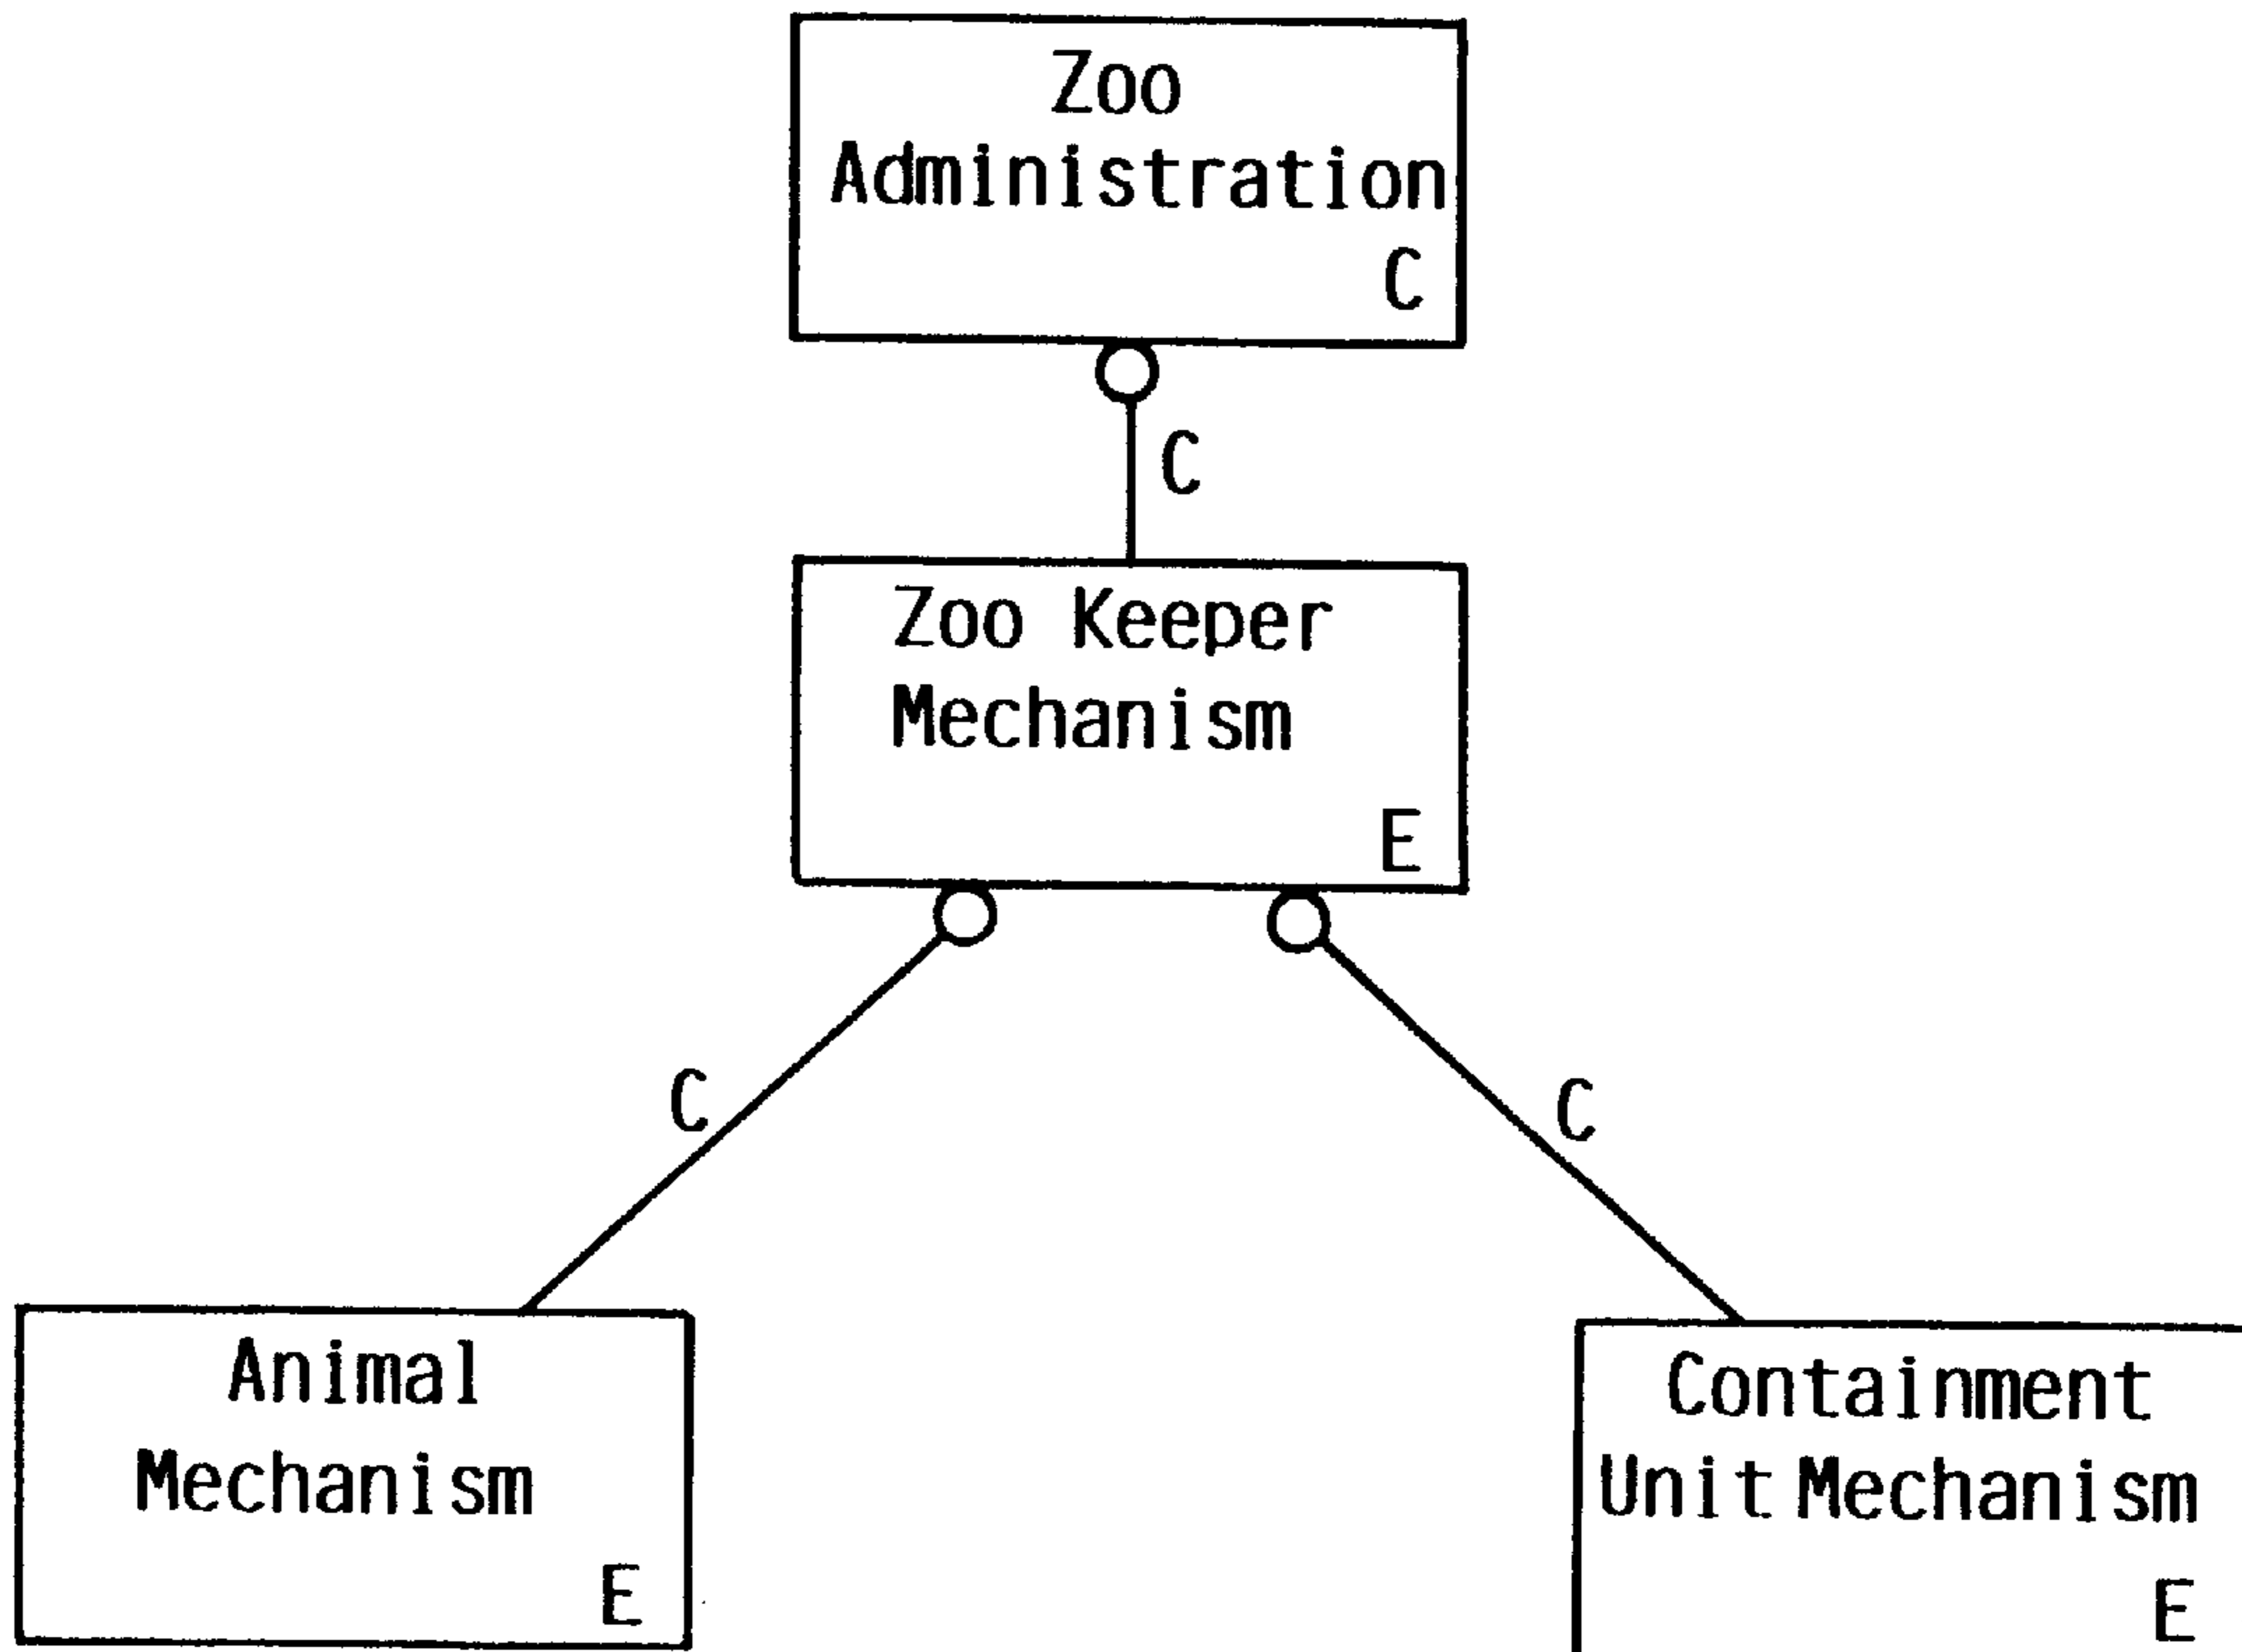 Zoo
Administration
C
C
Zoo Keeper
Mechanism
E
C
C
Animal
Mechanism
E
Containment
Unit Mechanism
E